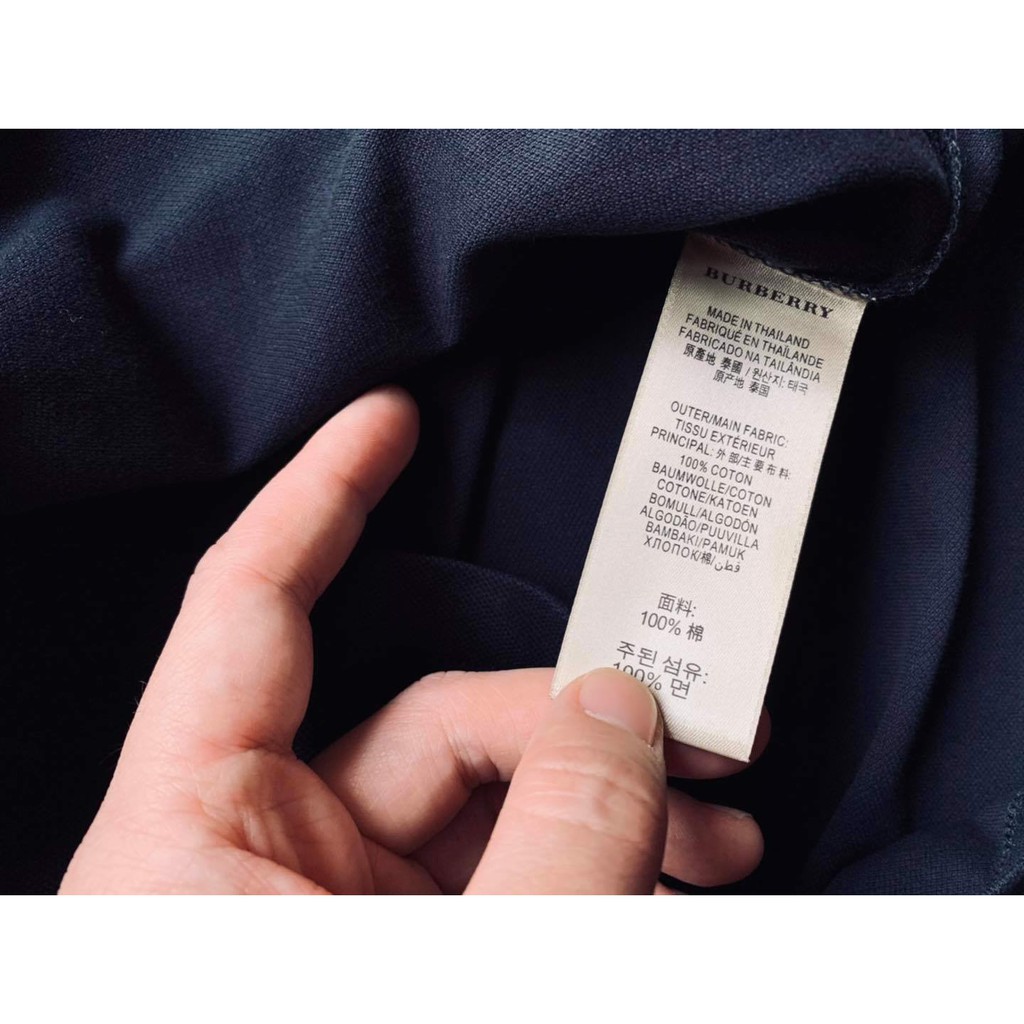 BURBERRY
MADE IN THAILAND
FABRIQUÉ EN THAÏLANDE
FABRICADO NA TAILÂNDIA
原產地 泰國 / 원산지: 태국
原产地 泰国
OUTER/MAIN FABRIC:
TISSU EXTÉRIEUR
PRINCIPAL: 外部/主要布料:
100% COTON
BAUMWOLLE/COTON
COTONE/KATOEN
BOMULL/ALGODÓN
ALGODÃO/PUUVILLA
BAMBAKI/PAMUK
ХЛОПОК/棉/قطن
面料:
100% 棉
주된 섬유:
100% 면